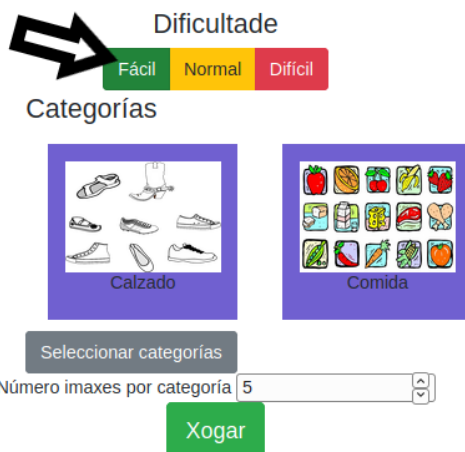 Dificultade
Fácil Normal Difícil
Categorías
Calzado Comida
Seleccionar categorías
Número imaxes por categoría 5
Xogar